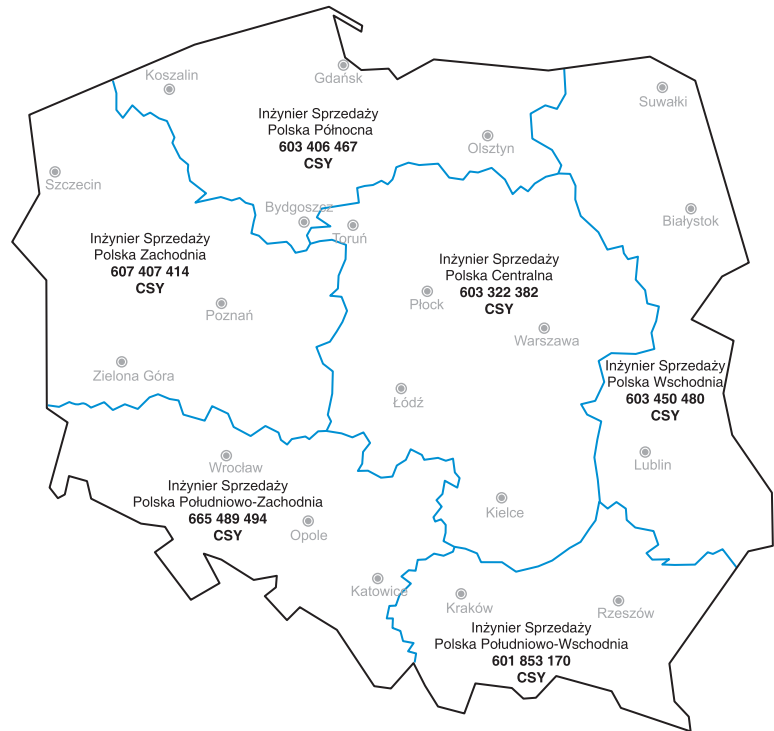 Koszalin
Gdańsk
Suwałki
Inżynier Sprzedaży
Polska Północna
603 406 467
CSY
Olsztyn
Szczecin
Bydgoszcz
Toruń
Białystok
Inżynier Sprzedaży
Polska Zachodnia
607 407 414
CSY
Inżynier Sprzedaży
Polska Centralna
603 322 382
CSY
Płock
Poznań
Warszawa
Zielona Góra
Łódź
Inżynier Sprzedaży
Polska Wschodnia
603 450 480
CSY
Wrocław
Lublin
Inżynier Sprzedaży
Polska Południowo-Zachodnia
665 489 494
CSY
Opole
Kielce
Katowice
Kraków
Rzeszów
Inżynier Sprzedaży
Polska Południowo-Wschodnia
601 853 170
CSY